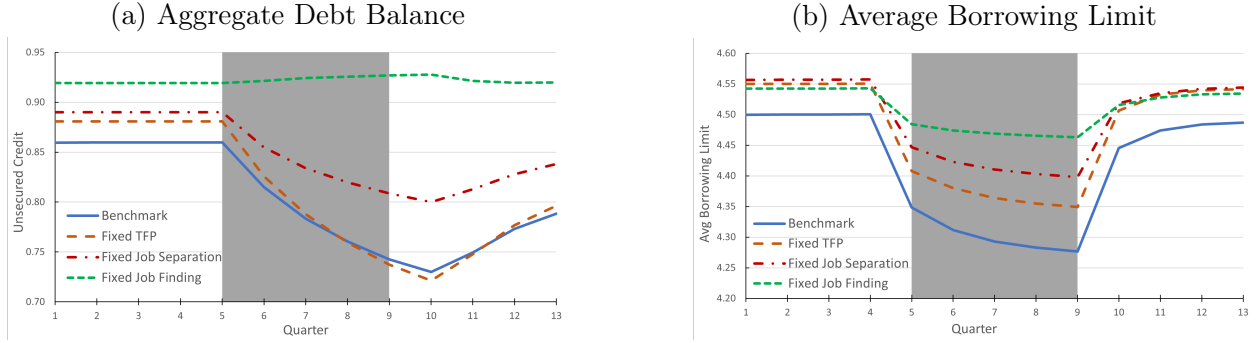 (a) Aggregate Debt Balance
Unsecured Credit
0.95
0.90
0.85
0.80
0.75
0.70
Benchmark
Fixed TFP
Fixed Job Separation
Fixed Job Finding
1 2 3 4 5 6 7 8 9 10 11 12 13
Quarter
(b) Average Borrowing Limit
Avg Borrowing Limit
4.60
4.55
4.50
4.45
4.40
4.35
4.30
4.25
4.20
Benchmark
Fixed TFP
Fixed Job Separation
Fixed Job Finding
1 2 3 4 5 6 7 8 9 10 11 12 13
Quarter